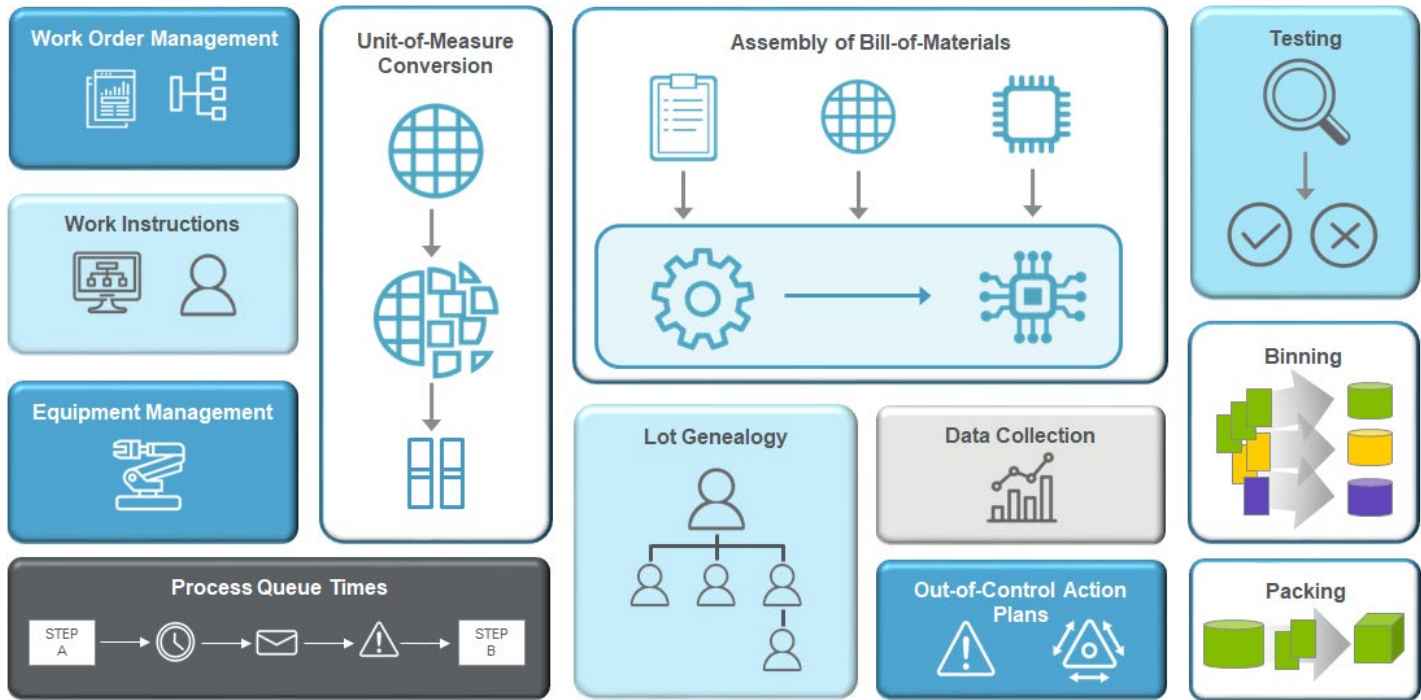 Work Order Management
Unit-of-Measure
Conversion
Assembly of Bill-of-Materials
Testing
Work Instructions
Equipment Management
Binning
Lot Genealogy
Data Collection
Process Queue Times
STEP
A
STEP
B
Out-of-Control Action
Plans
Packing